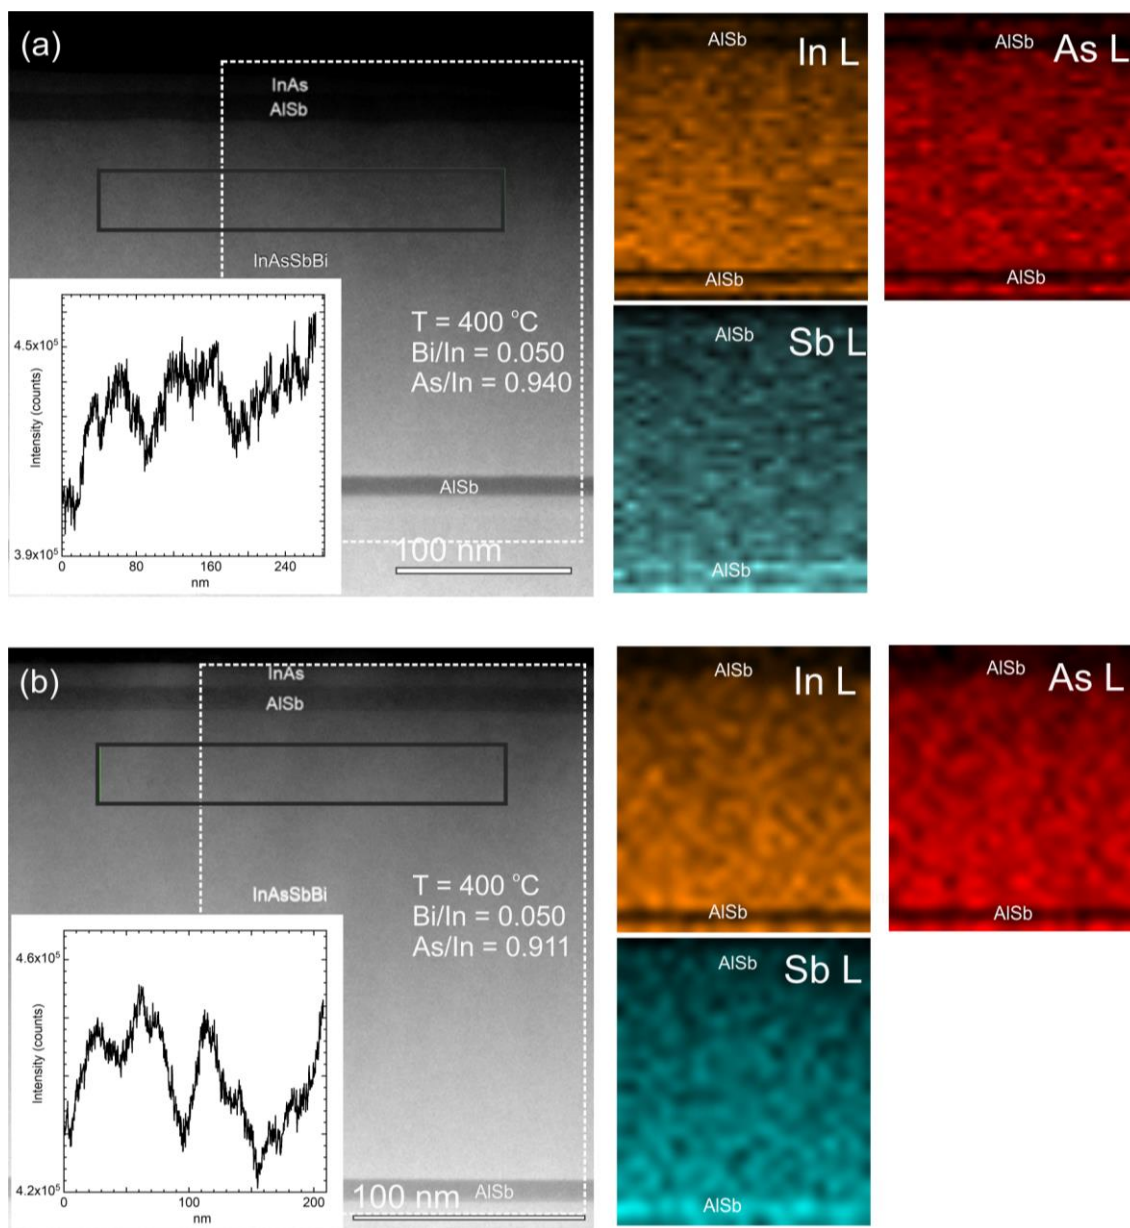 (a)
InAs
AlSb
InAsSbBi
T = 400 °C
Bi/In = 0.050
As/In = 0.940
AlSb
100 nm
4.5x10⁵
Intensity (counts)
3.9x10⁵
0 80 160 240
nm
AlSb
In L
AlSb
AlSb
As L
AlSb
AlSb
Sb L
AlSb
(b)
InAs
AlSb
InAsSbBi
T = 400 °C
Bi/In = 0.050
As/In = 0.911
AlSb
100 nm
4.6x10⁵
Intensity (counts)
4.2x10⁵
0 100 200
nm
AlSb
In L
AlSb
AlSb
As L
AlSb
AlSb
Sb L
AlSb